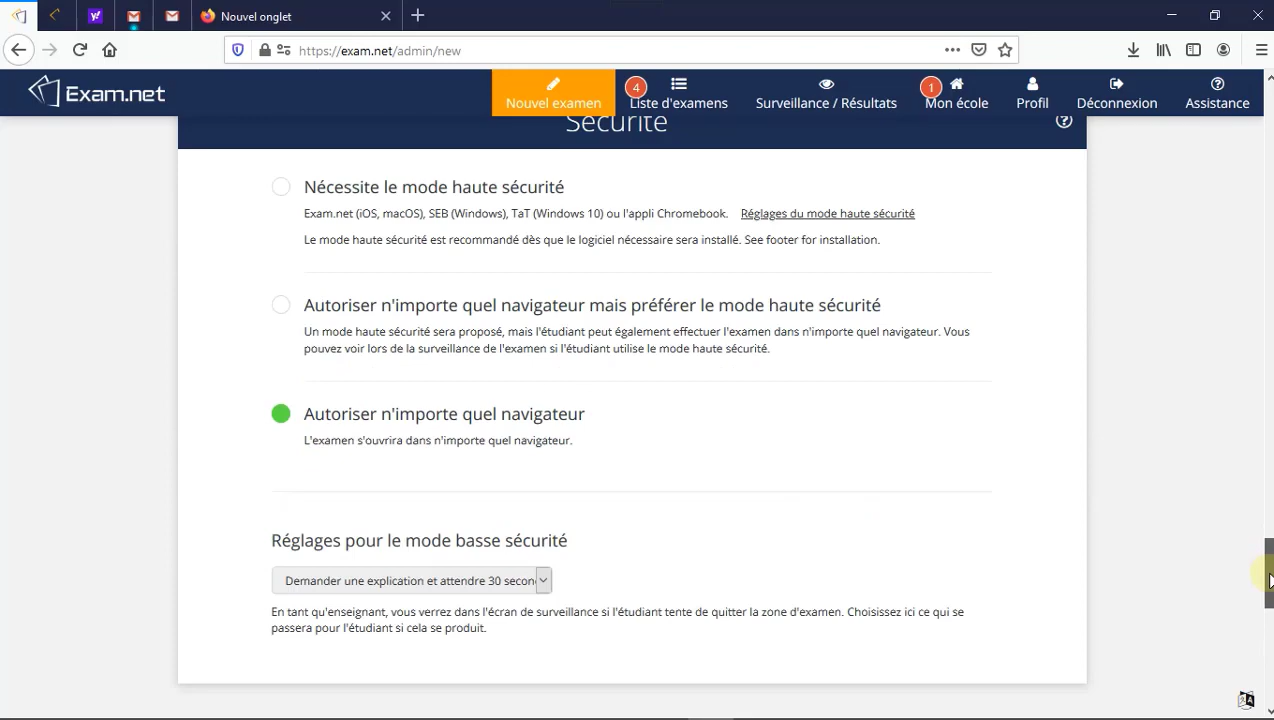 Nouvel onglet
https://exam.net/admin/new
Exam.net
Nouvel examen
4
Liste d'examens
Surveillance / Résultats
1
Mon école
Profil
Déconnexion
Assistance
Sécurité
Nécessite le mode haute sécurité
Exam.net (iOS, macOS), SEB (Windows), TaT (Windows 10) ou l'appli Chromebook. Réglages du mode haute sécurité
Le mode haute sécurité est recommandé dès que le logiciel nécessaire sera installé. See footer for installation.
Autoriser n'importe quel navigateur mais préférer le mode haute sécurité
Un mode haute sécurité sera proposé, mais l'étudiant peut également effectuer l'examen dans n'importe quel navigateur. Vous
pouvez voir lors de la surveillance de l'examen si l'étudiant utilise le mode haute sécurité.
Autoriser n'importe quel navigateur
L'examen s'ouvrira dans n'importe quel navigateur.
Réglages pour le mode basse sécurité
Demander une explication et attendre 30 secon
En tant qu'enseignant, vous verrez dans l'écran de surveillance si l'étudiant tente de quitter la zone d'examen. Choisissez ici ce qui se
passera pour l'étudiant si cela se produit.